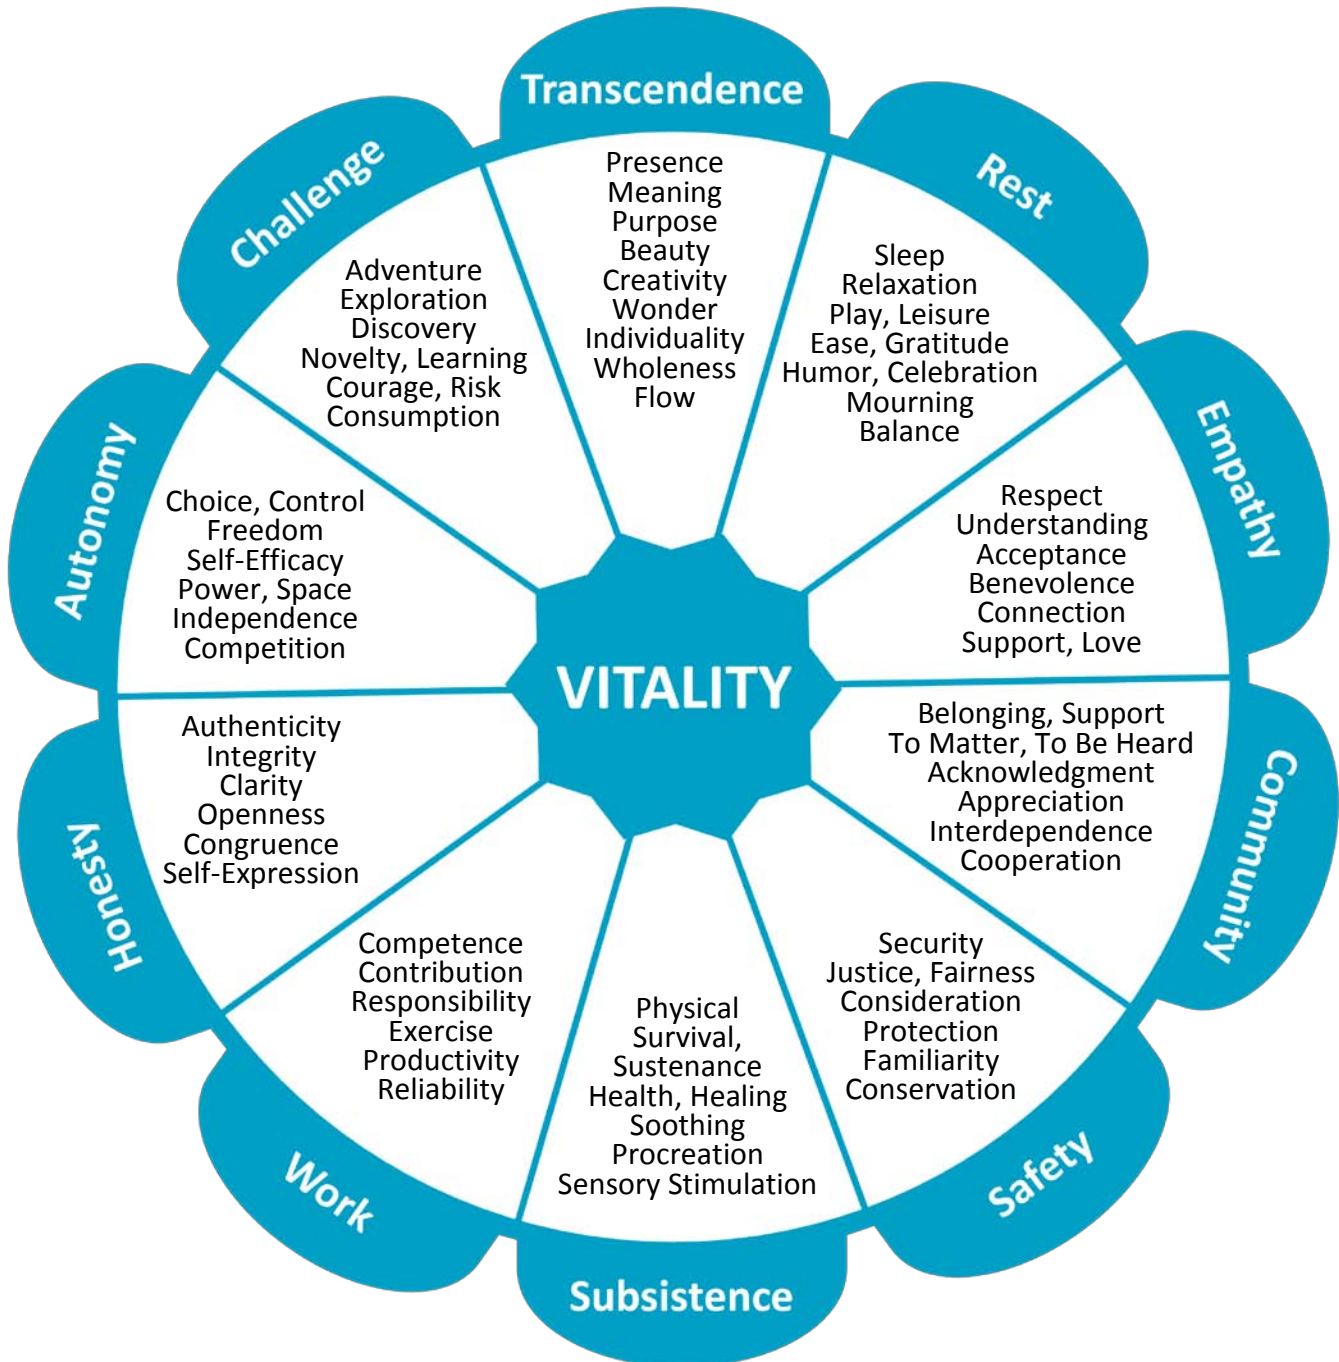 Transcendence
Presence
Meaning
Purpose
Beauty
Creativity
Wonder
Individuality
Wholeness
Flow
Rest
Sleep
Relaxation
Play, Leisure
Ease, Gratitude
Humor, Celebration
Mourning
Balance
Empathy
Respect
Understanding
Acceptance
Benevolence
Connection
Support, Love
Community
Belonging, Support
To Matter, To Be Heard
Acknowledgment
Appreciation
Interdependence
Cooperation
Safety
Security
Justice, Fairness
Consideration
Protection
Familiarity
Conservation
Subsistence
Physical
Survival,
Sustenance
Health, Healing
Soothing
Procreation
Sensory Stimulation
Work
Competence
Contribution
Responsibility
Exercise
Productivity
Reliability
Honesty
Authenticity
Integrity
Clarity
Openness
Congruence
Self-Expression
Autonomy
Choice, Control
Freedom
Self-Efficacy
Power, Space
Independence
Competition
Challenge
Adventure
Exploration
Discovery
Novelty, Learning
Courage, Risk
Consumption
VITALITY